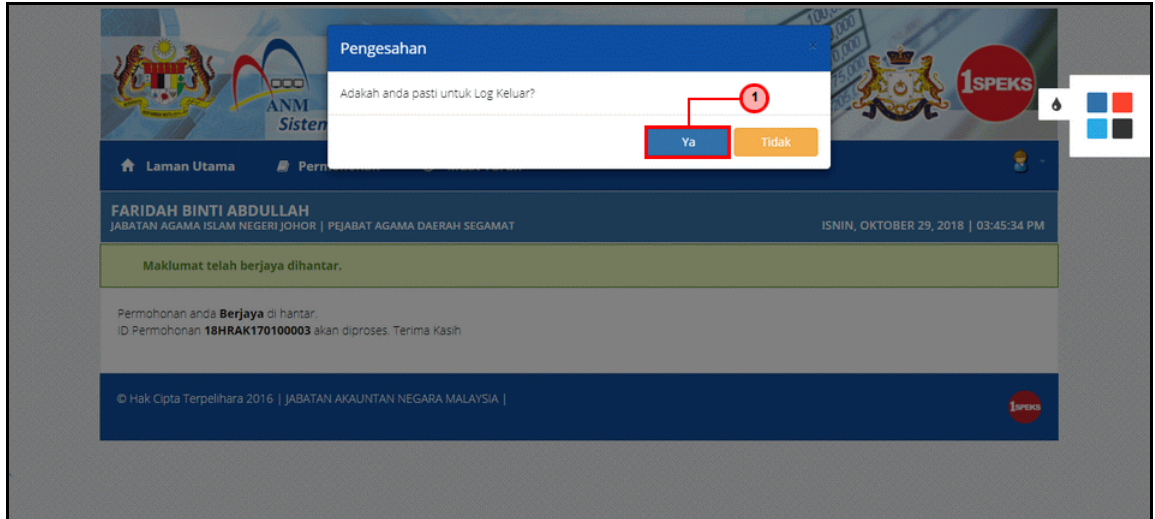 Pengesahan
×
Adakah anda pasti untuk Log Keluar?
1
Ya
Tidak
ANM
Sistem
1SPEKS
Laman Utama
FARIDAH BINTI ABDULLAH
JABATAN AGAMA ISLAM NEGERI JOHOR | PEJABAT AGAMA DAERAH SEGAMAT
ISNIN, OKTOBER 29, 2018 | 03:45:34 PM
Maklumat telah berjaya dihantar.
Permohonan anda Berjaya di hantar.
ID Permohonan 18HRAK170100003 akan diproses. Terima Kasih
© Hak Cipta Terpelihara 2016 | JABATAN AKAUNTAN NEGARA MALAYSIA |
1SPEKS